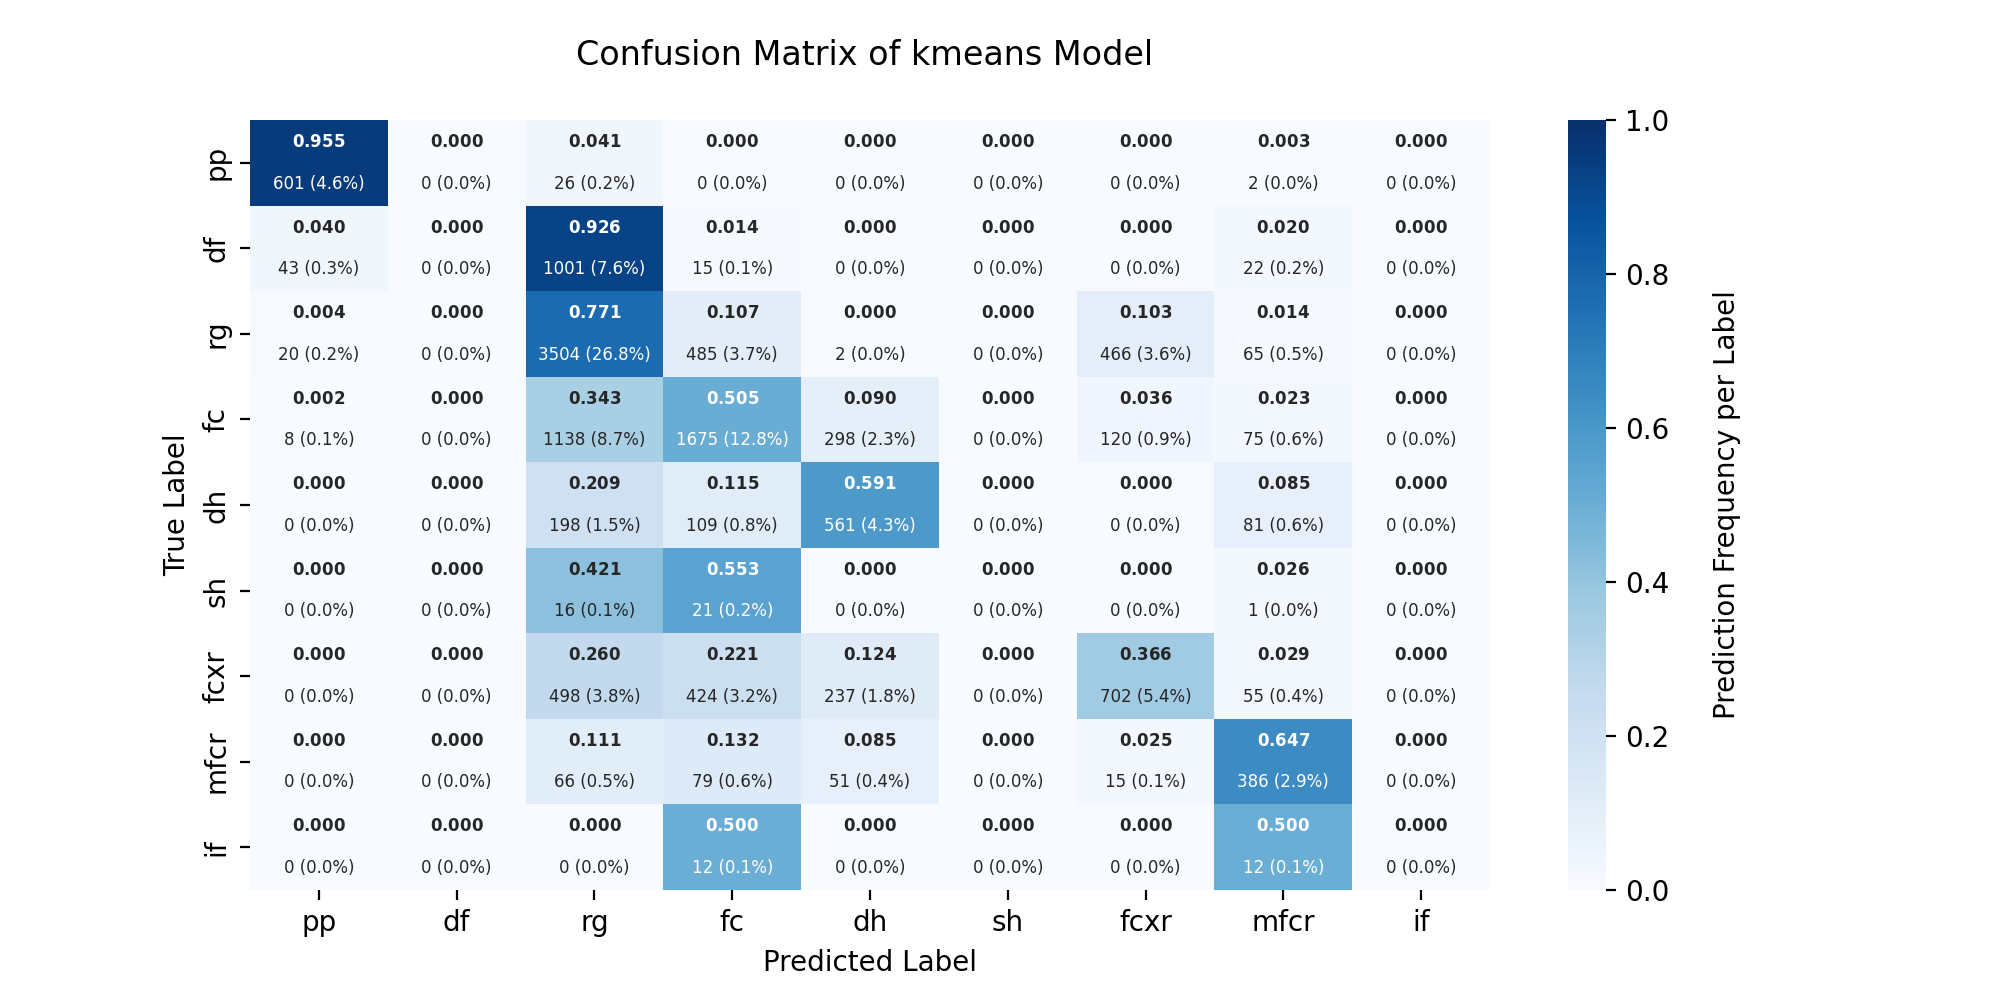 Confusion Matrix of kmeans Model
True Label
pp
0.955 0.000 0.041 0.000 0.000 0.000 0.000 0.003 0.000
601 (4.6%) 0 (0.0%) 26 (0.2%) 0 (0.0%) 0 (0.0%) 0 (0.0%) 0 (0.0%) 2 (0.0%) 0 (0.0%)
df
0.040 0.000 0.926 0.014 0.000 0.000 0.000 0.020 0.000
43 (0.3%) 0 (0.0%) 1001 (7.6%) 15 (0.1%) 0 (0.0%) 0 (0.0%) 0 (0.0%) 22 (0.2%) 0 (0.0%)
rg
0.004 0.000 0.771 0.107 0.000 0.000 0.103 0.014 0.000
20 (0.2%) 0 (0.0%) 3504 (26.8%) 485 (3.7%) 2 (0.0%) 0 (0.0%) 466 (3.6%) 65 (0.5%) 0 (0.0%)
fc
0.002 0.000 0.343 0.505 0.090 0.000 0.036 0.023 0.000
8 (0.1%) 0 (0.0%) 1138 (8.7%) 1675 (12.8%) 298 (2.3%) 0 (0.0%) 120 (0.9%) 75 (0.6%) 0 (0.0%)
dh
0.000 0.000 0.209 0.115 0.591 0.000 0.000 0.085 0.000
0 (0.0%) 0 (0.0%) 198 (1.5%) 109 (0.8%) 561 (4.3%) 0 (0.0%) 0 (0.0%) 81 (0.6%) 0 (0.0%)
sh
0.000 0.000 0.421 0.553 0.000 0.000 0.000 0.026 0.000
0 (0.0%) 0 (0.0%) 16 (0.1%) 21 (0.2%) 0 (0.0%) 0 (0.0%) 0 (0.0%) 1 (0.0%) 0 (0.0%)
fcxr
0.000 0.000 0.260 0.221 0.124 0.000 0.366 0.029 0.000
0 (0.0%) 0 (0.0%) 498 (3.8%) 424 (3.2%) 237 (1.8%) 0 (0.0%) 702 (5.4%) 55 (0.4%) 0 (0.0%)
mfcr
0.000 0.000 0.111 0.132 0.085 0.000 0.025 0.647 0.000
0 (0.0%) 0 (0.0%) 66 (0.5%) 79 (0.6%) 51 (0.4%) 0 (0.0%) 15 (0.1%) 386 (2.9%) 0 (0.0%)
if
0.000 0.000 0.000 0.500 0.000 0.000 0.000 0.500 0.000
0 (0.0%) 0 (0.0%) 0 (0.0%) 12 (0.1%) 0 (0.0%) 0 (0.0%) 0 (0.0%) 12 (0.1%) 0 (0.0%)
pp df rg fc dh sh fcxr mfcr if
Predicted Label
1.0
0.8
0.6
0.4
0.2
0.0
Prediction Frequency per Label